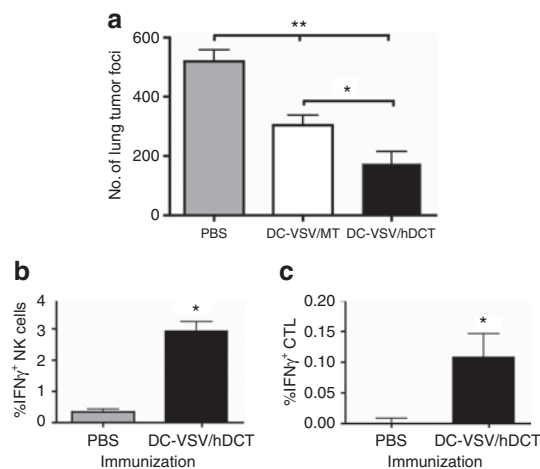 a
**
*
600
400
200
0
No. of lung tumor foci
PBS
DC-VSV/MT
DC-VSV/hDCT
b
*
4
3
2
1
0
%IFNγ+ NK cells
PBS
DC-VSV/hDCT
Immunization
c
*
0.20
0.15
0.10
0.05
0.00
%IFNγ+ CTL
PBS
DC-VSV/hDCT
Immunization